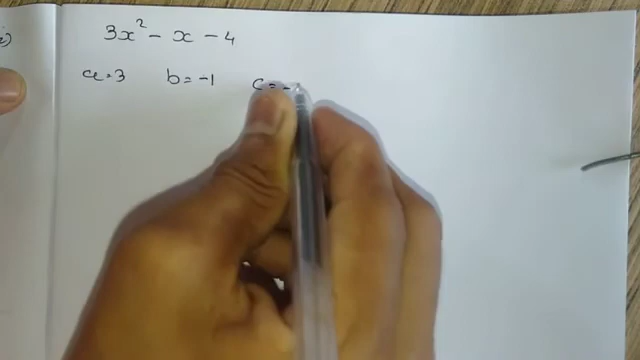 3x² - x - 4
a=3 b=-1 c=-